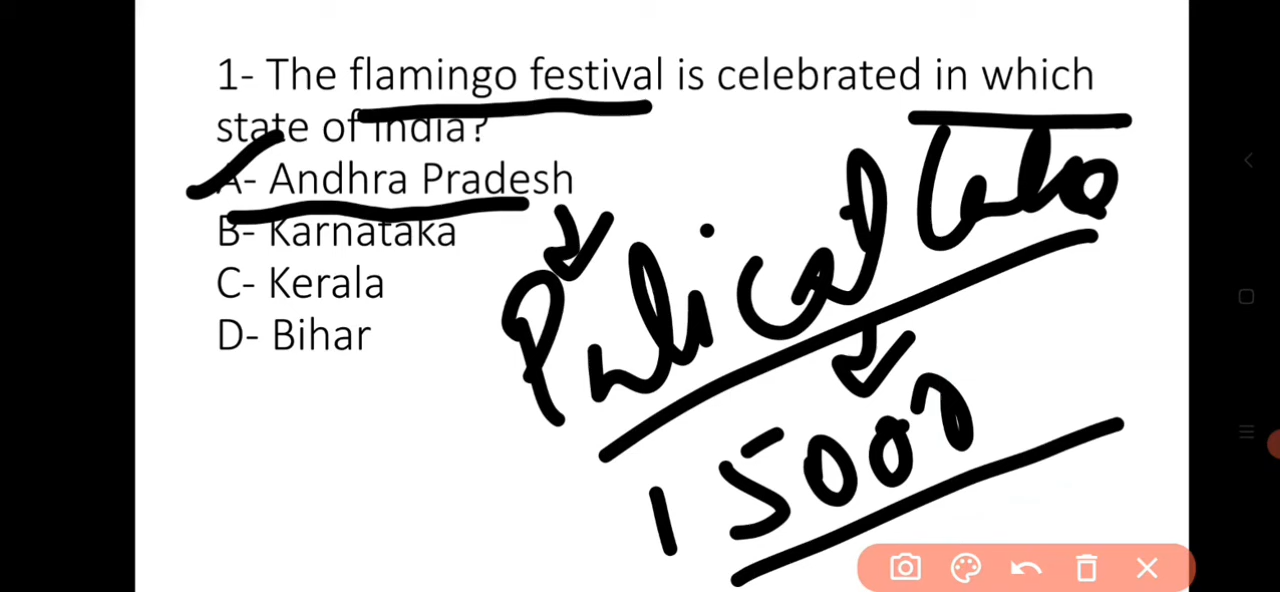 1- The flamingo festival is celebrated in which
state of India?
A- Andhra Pradesh
B- Karnataka
C- Kerala
D- Bihar
Pulicat Lake
15000